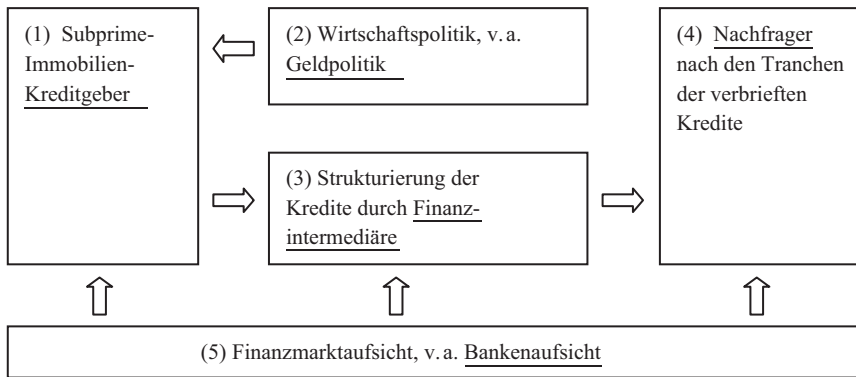 (1) Subprime-
Immobilien-
Kreditgeber
(2) Wirtschaftspolitik, v. a.
Geldpolitik
(3) Strukturierung der
Kredite durch Finanz-
intermediäre
(4) Nachfrager
nach den Tranchen
der verbrieften
Kredite
(5) Finanzmarktaufsicht, v. a. Bankenaufsicht